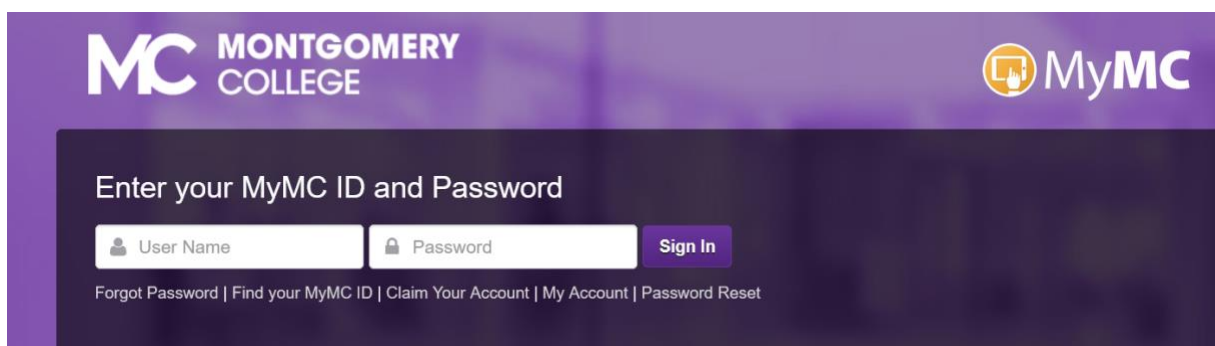 MC MONTGOMERY
COLLEGE
MyMC
Enter your MyMC ID and Password
User Name Password Sign In
Forgot Password | Find your MyMC ID | Claim Your Account | My Account | Password Reset